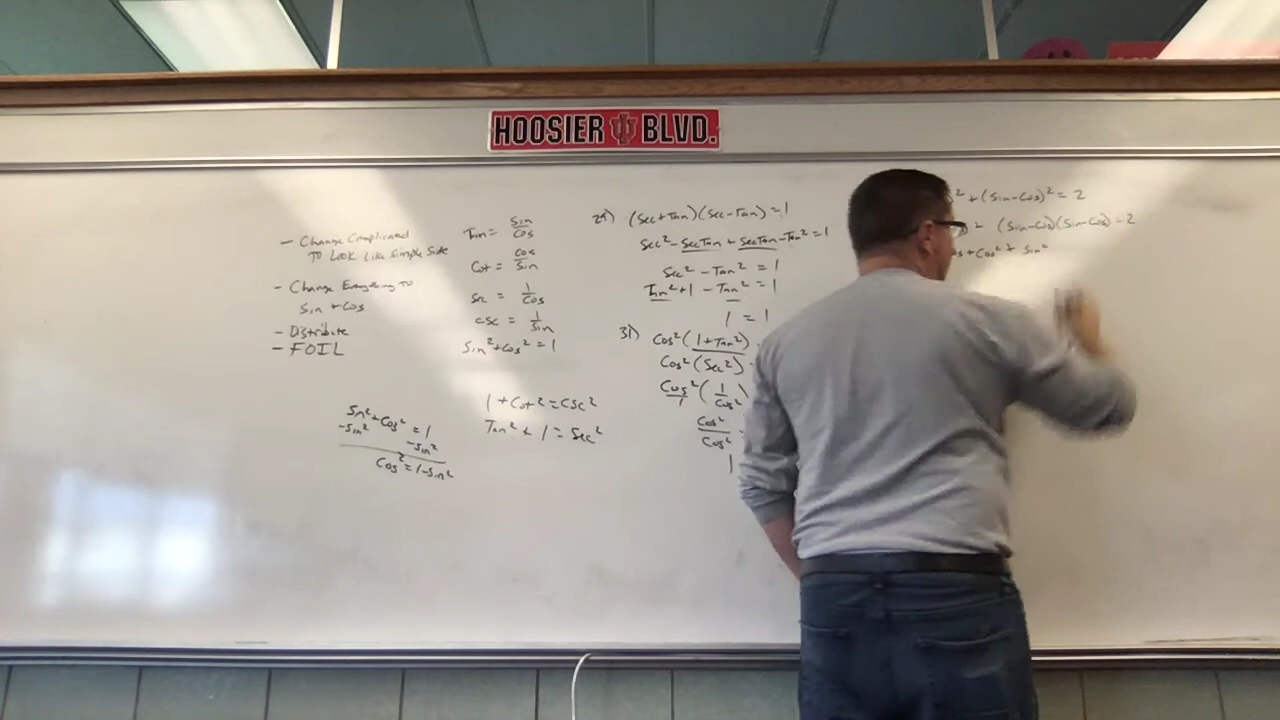 HOOSIER BLVD.
- Change Complicated
To Look Like Simple Side
- Change Everything To
Sin + Cos
- Distribute
- FOIL
Sin² + Cos² = 1
-Sin² -Sin²
Cos² = 1 - Sin²
Tan = Sin/Cos
Cot = Cos/Sin
Sec = 1/Cos
CSC = 1/Sin
Sin² + Cos² = 1
1 + Cot² = CSC²
Tan² + 1 = Sec²
29) (Sec+Tan)(Sec-Tan) = 1
Sec² - SecTan + SecTan - Tan² = 1
Sec² - Tan² = 1
Tan² + 1 - Tan² = 1
1 = 1
31) Cos²(1 + Tan²)
Cos²(Sec²)
Cos²/1 (1/Cos²)
Cos²/Cos²
1
² + (Sin-Cos)² = 2
(Sin-Cos)(Sin-Cos) = 2
+ Cos² + Sin²